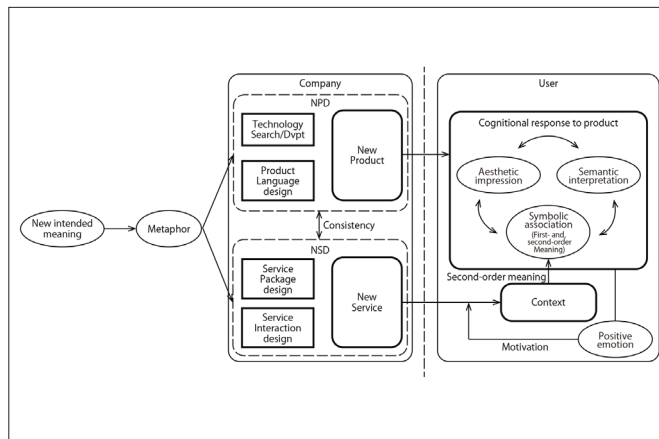 Company
User
NPD
Technology
Search/Dvpt
Product
Language
design
New
Product
Cognitional response to product
Aesthetic
impression
Semantic
interpretation
Symbolic
association
(First- and,
second-order
Meaning)
New intended
meaning
Metaphor
Consistency
NSD
Service
Package
design
Service
Interaction
design
New
Service
Second-order meaning
Context
Motivation
Positive
emotion